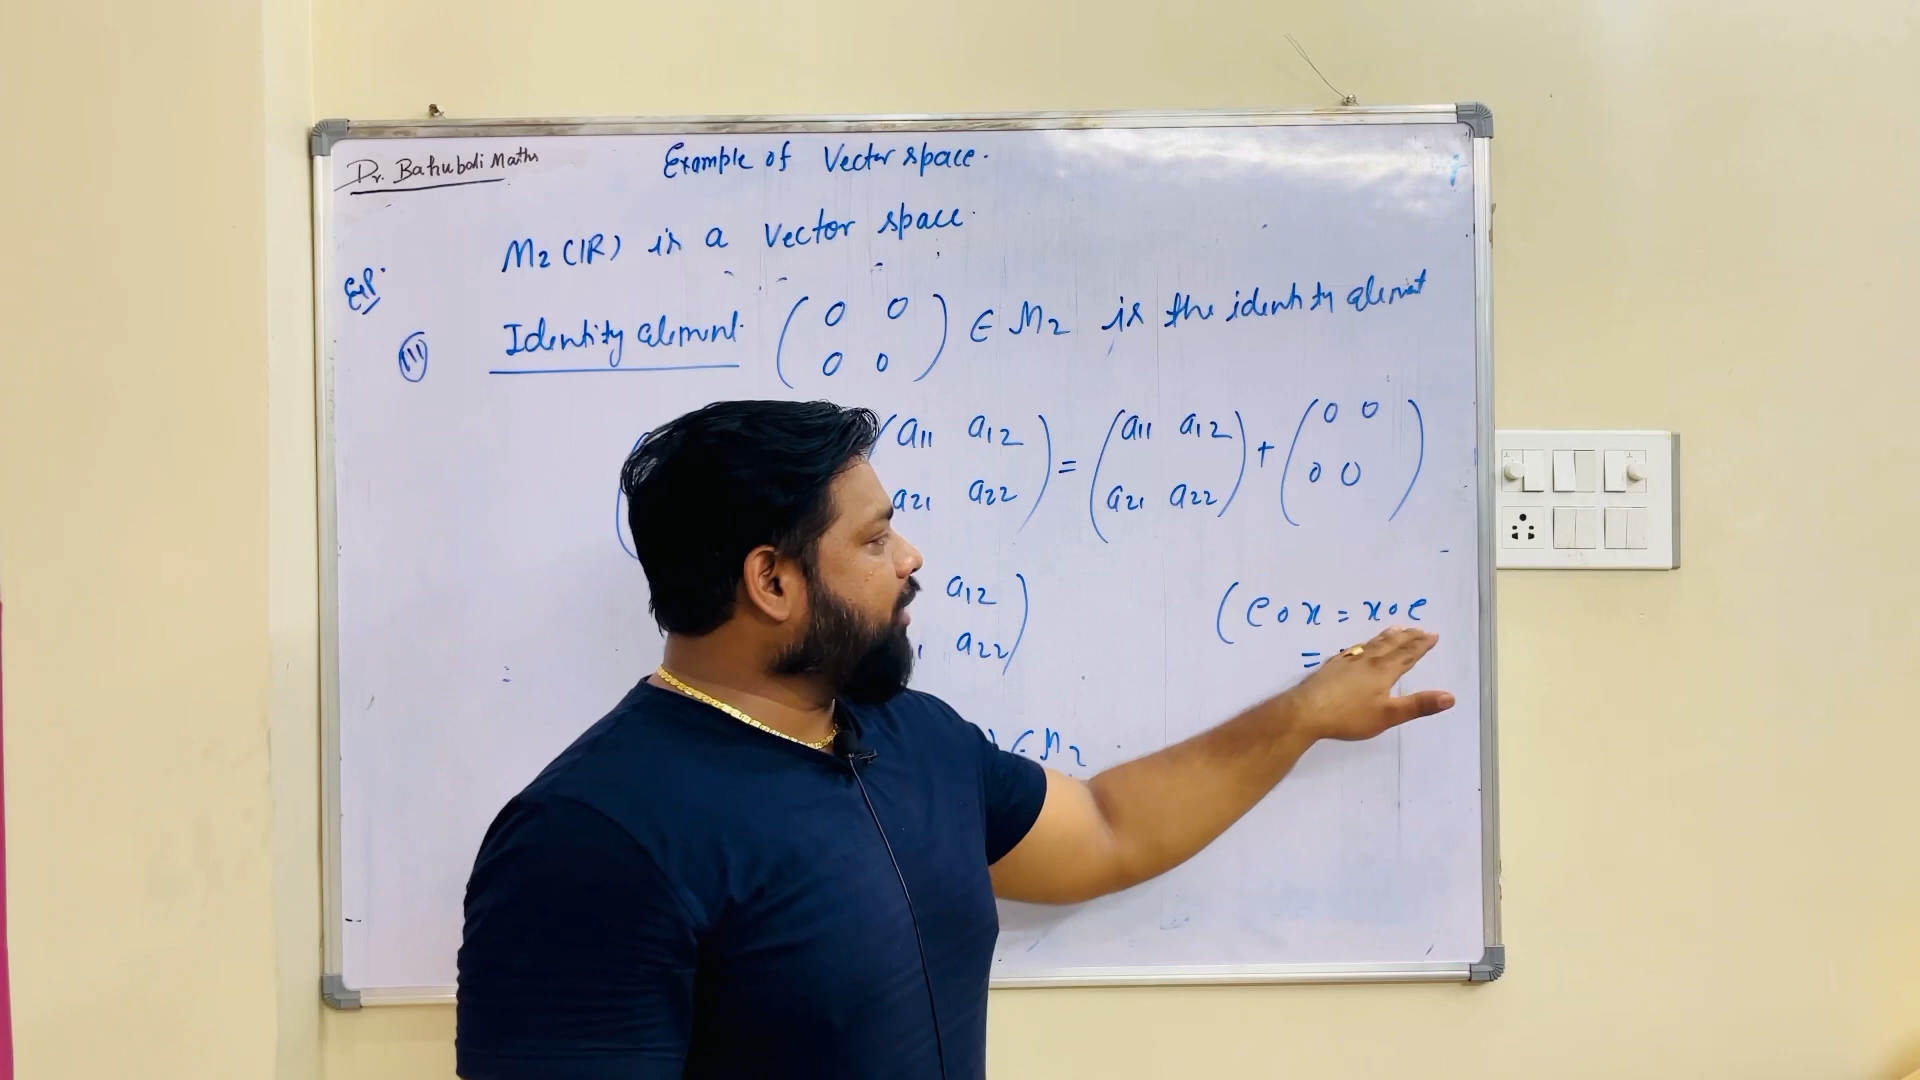 Dr. Bahubali Maths
Example of Vector space.
M2 (IR) is a Vector space.
Exp.
(III) Identity element. ( 0 0 ) ∈ M2 is the identity element
0 0
( a11 a12 ) = ( a11 a12 ) + ( 0 0 )
a21 a22 a21 a22 0 0
a12 )
a22
( e o x = x o e
=
) ∈ M2